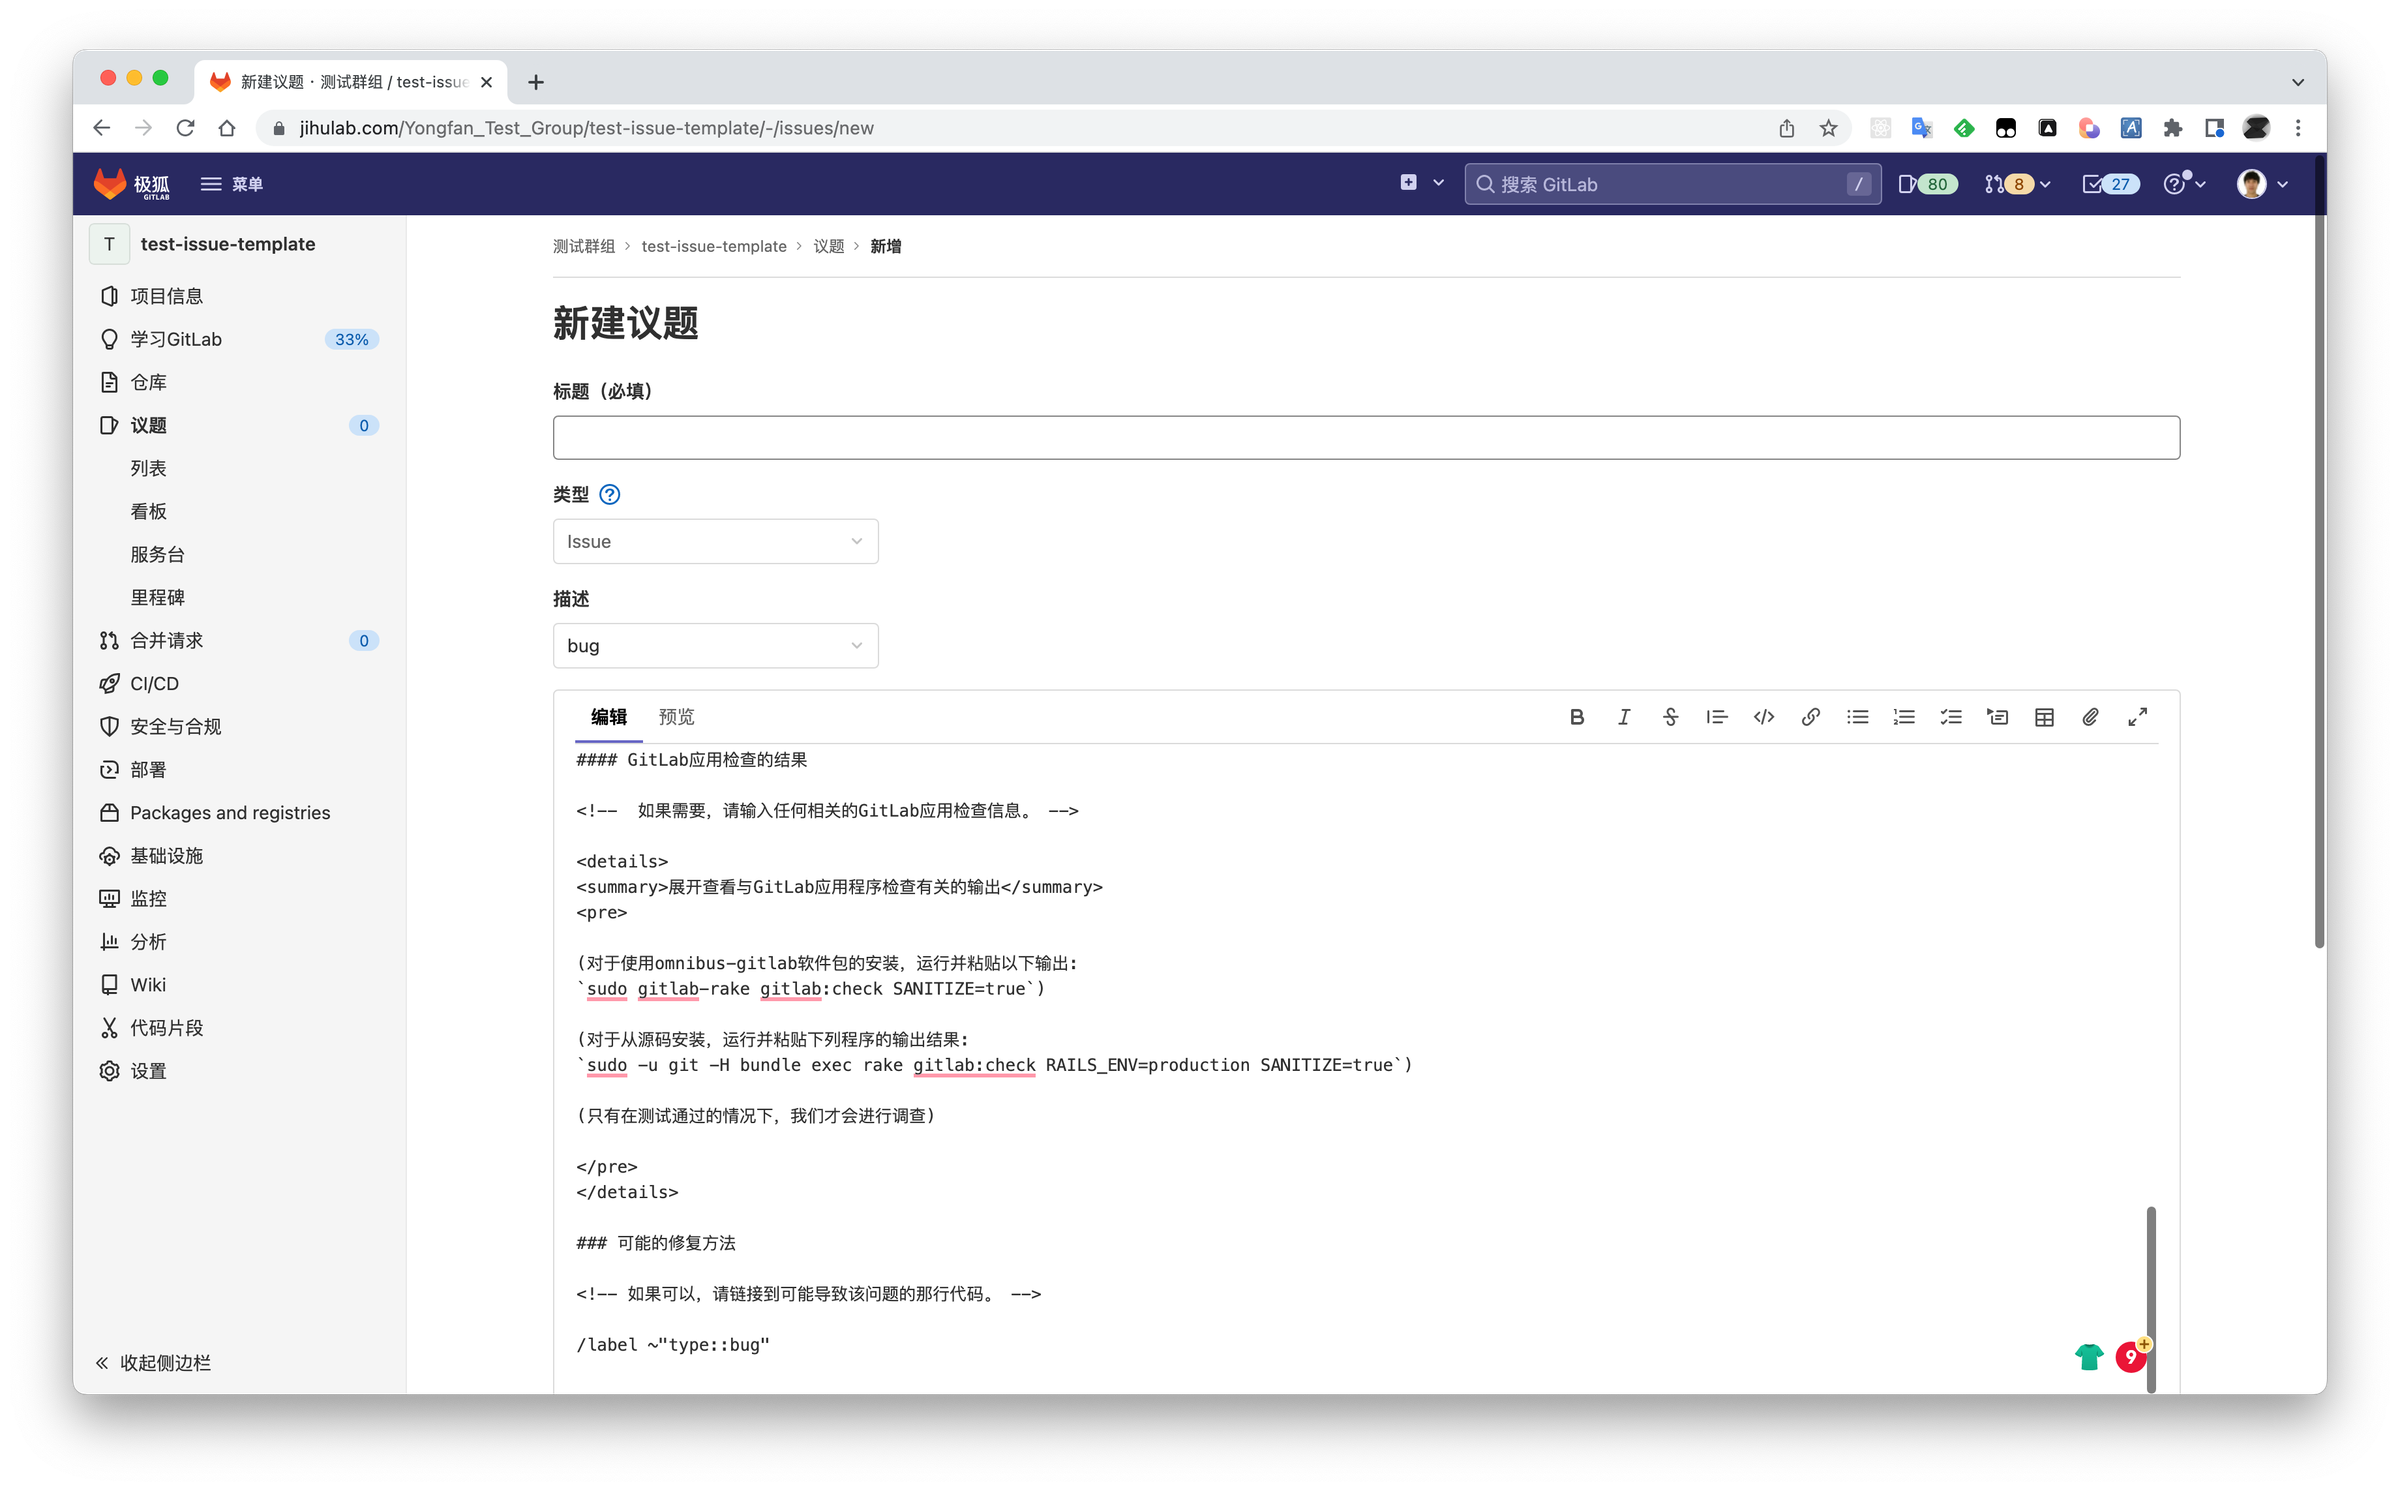 新建议题 · 测试群组 / test-issue
jihulab.com/Yongfan_Test_Group/test-issue-template/-/issues/new
极狐
GITLAB
菜单
搜索 GitLab
/
80
8
27
T
test-issue-template
项目信息
学习GitLab
33%
仓库
议题
0
列表
看板
服务台
里程碑
合并请求
0
CI/CD
安全与合规
部署
Packages and registries
基础设施
监控
分析
Wiki
代码片段
设置
收起侧边栏
测试群组 > test-issue-template > 议题 > 新增
新建议题
标题（必填）
类型
Issue
描述
bug
编辑
预览
#### GitLab应用检查的结果
<!--  如果需要，请输入任何相关的GitLab应用检查信息。 -->
<details>
<summary>展开查看与GitLab应用程序检查有关的输出</summary>
<pre>
(对于使用omnibus-gitlab软件包的安装，运行并粘贴以下输出:
`sudo gitlab-rake gitlab:check SANITIZE=true`)
(对于从源码安装，运行并粘贴下列程序的输出结果:
`sudo -u git -H bundle exec rake gitlab:check RAILS_ENV=production SANITIZE=true`)
(只有在测试通过的情况下，我们才会进行调查)
</pre>
</details>
### 可能的修复方法
<!-- 如果可以，请链接到可能导致该问题的那行代码。 -->
/label ~"type::bug"
9